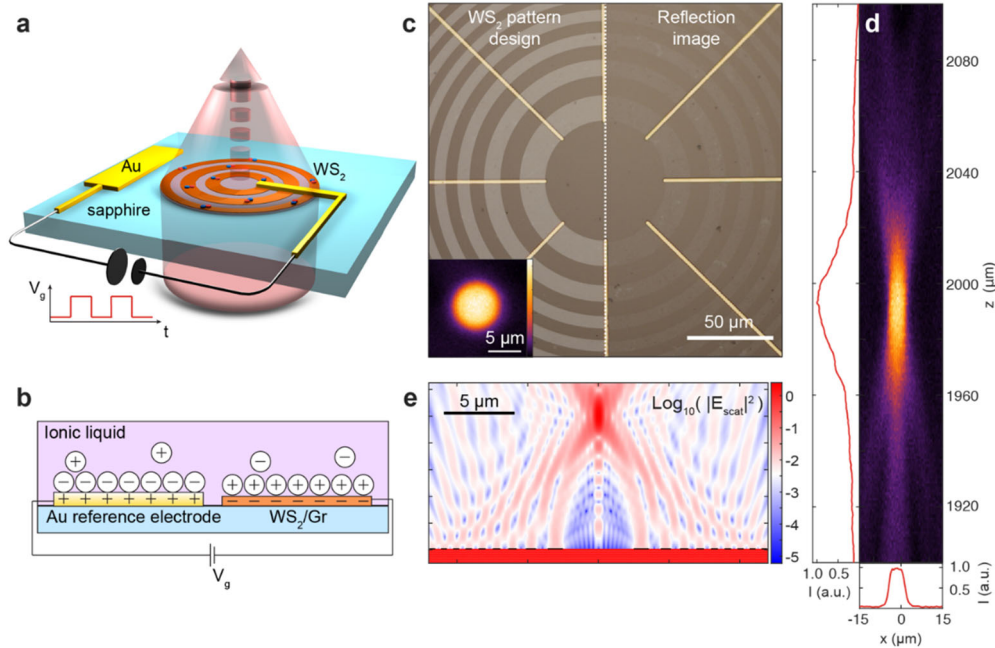 a
Au
WS2
sapphire
Vg
t
b
Ionic liquid
+ + − −
− − − − − − − + + + + + + +
+ + + + + + + − − − − − − −
Au reference electrode WS2/Gr
Vg
c
WS2 pattern
design
Reflection
image
5 μm
50 μm
d
2080
2040
2000
1960
1920
z (μm)
1.0 0.5
I (a.u.)
1.0
0
I (a.u.)
-15 0 15
x (μm)
e
5 μm
Log10( |Escat|2 )
0
-1
-2
-3
-4
-5